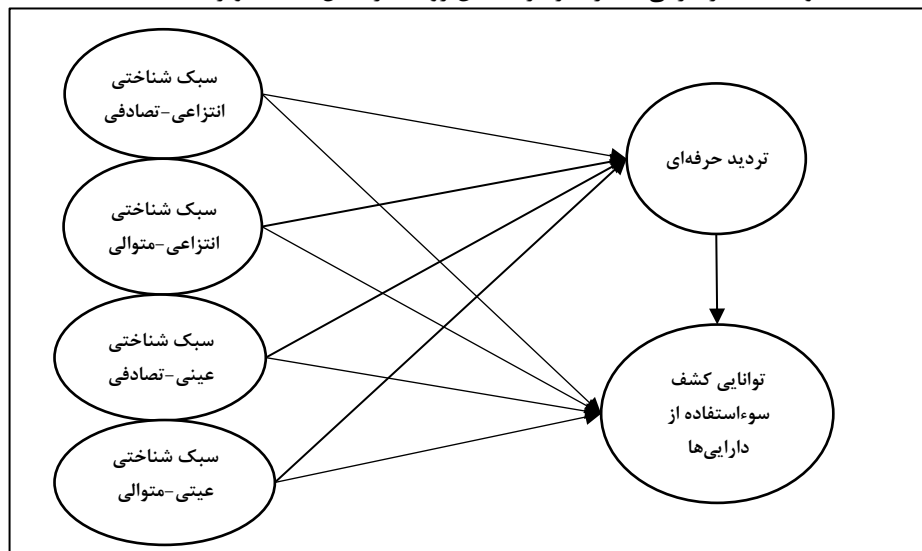 سبک شناختی
انتزاعی-تصادفی
سبک شناختی
انتزاعی-متوالی
سبک شناختی
عینی-تصادفی
سبک شناختی
عیتی-متوالی
تردید حرفه‌ای
توانایی کشف
سوءاستفاده از
دارایی‌ها